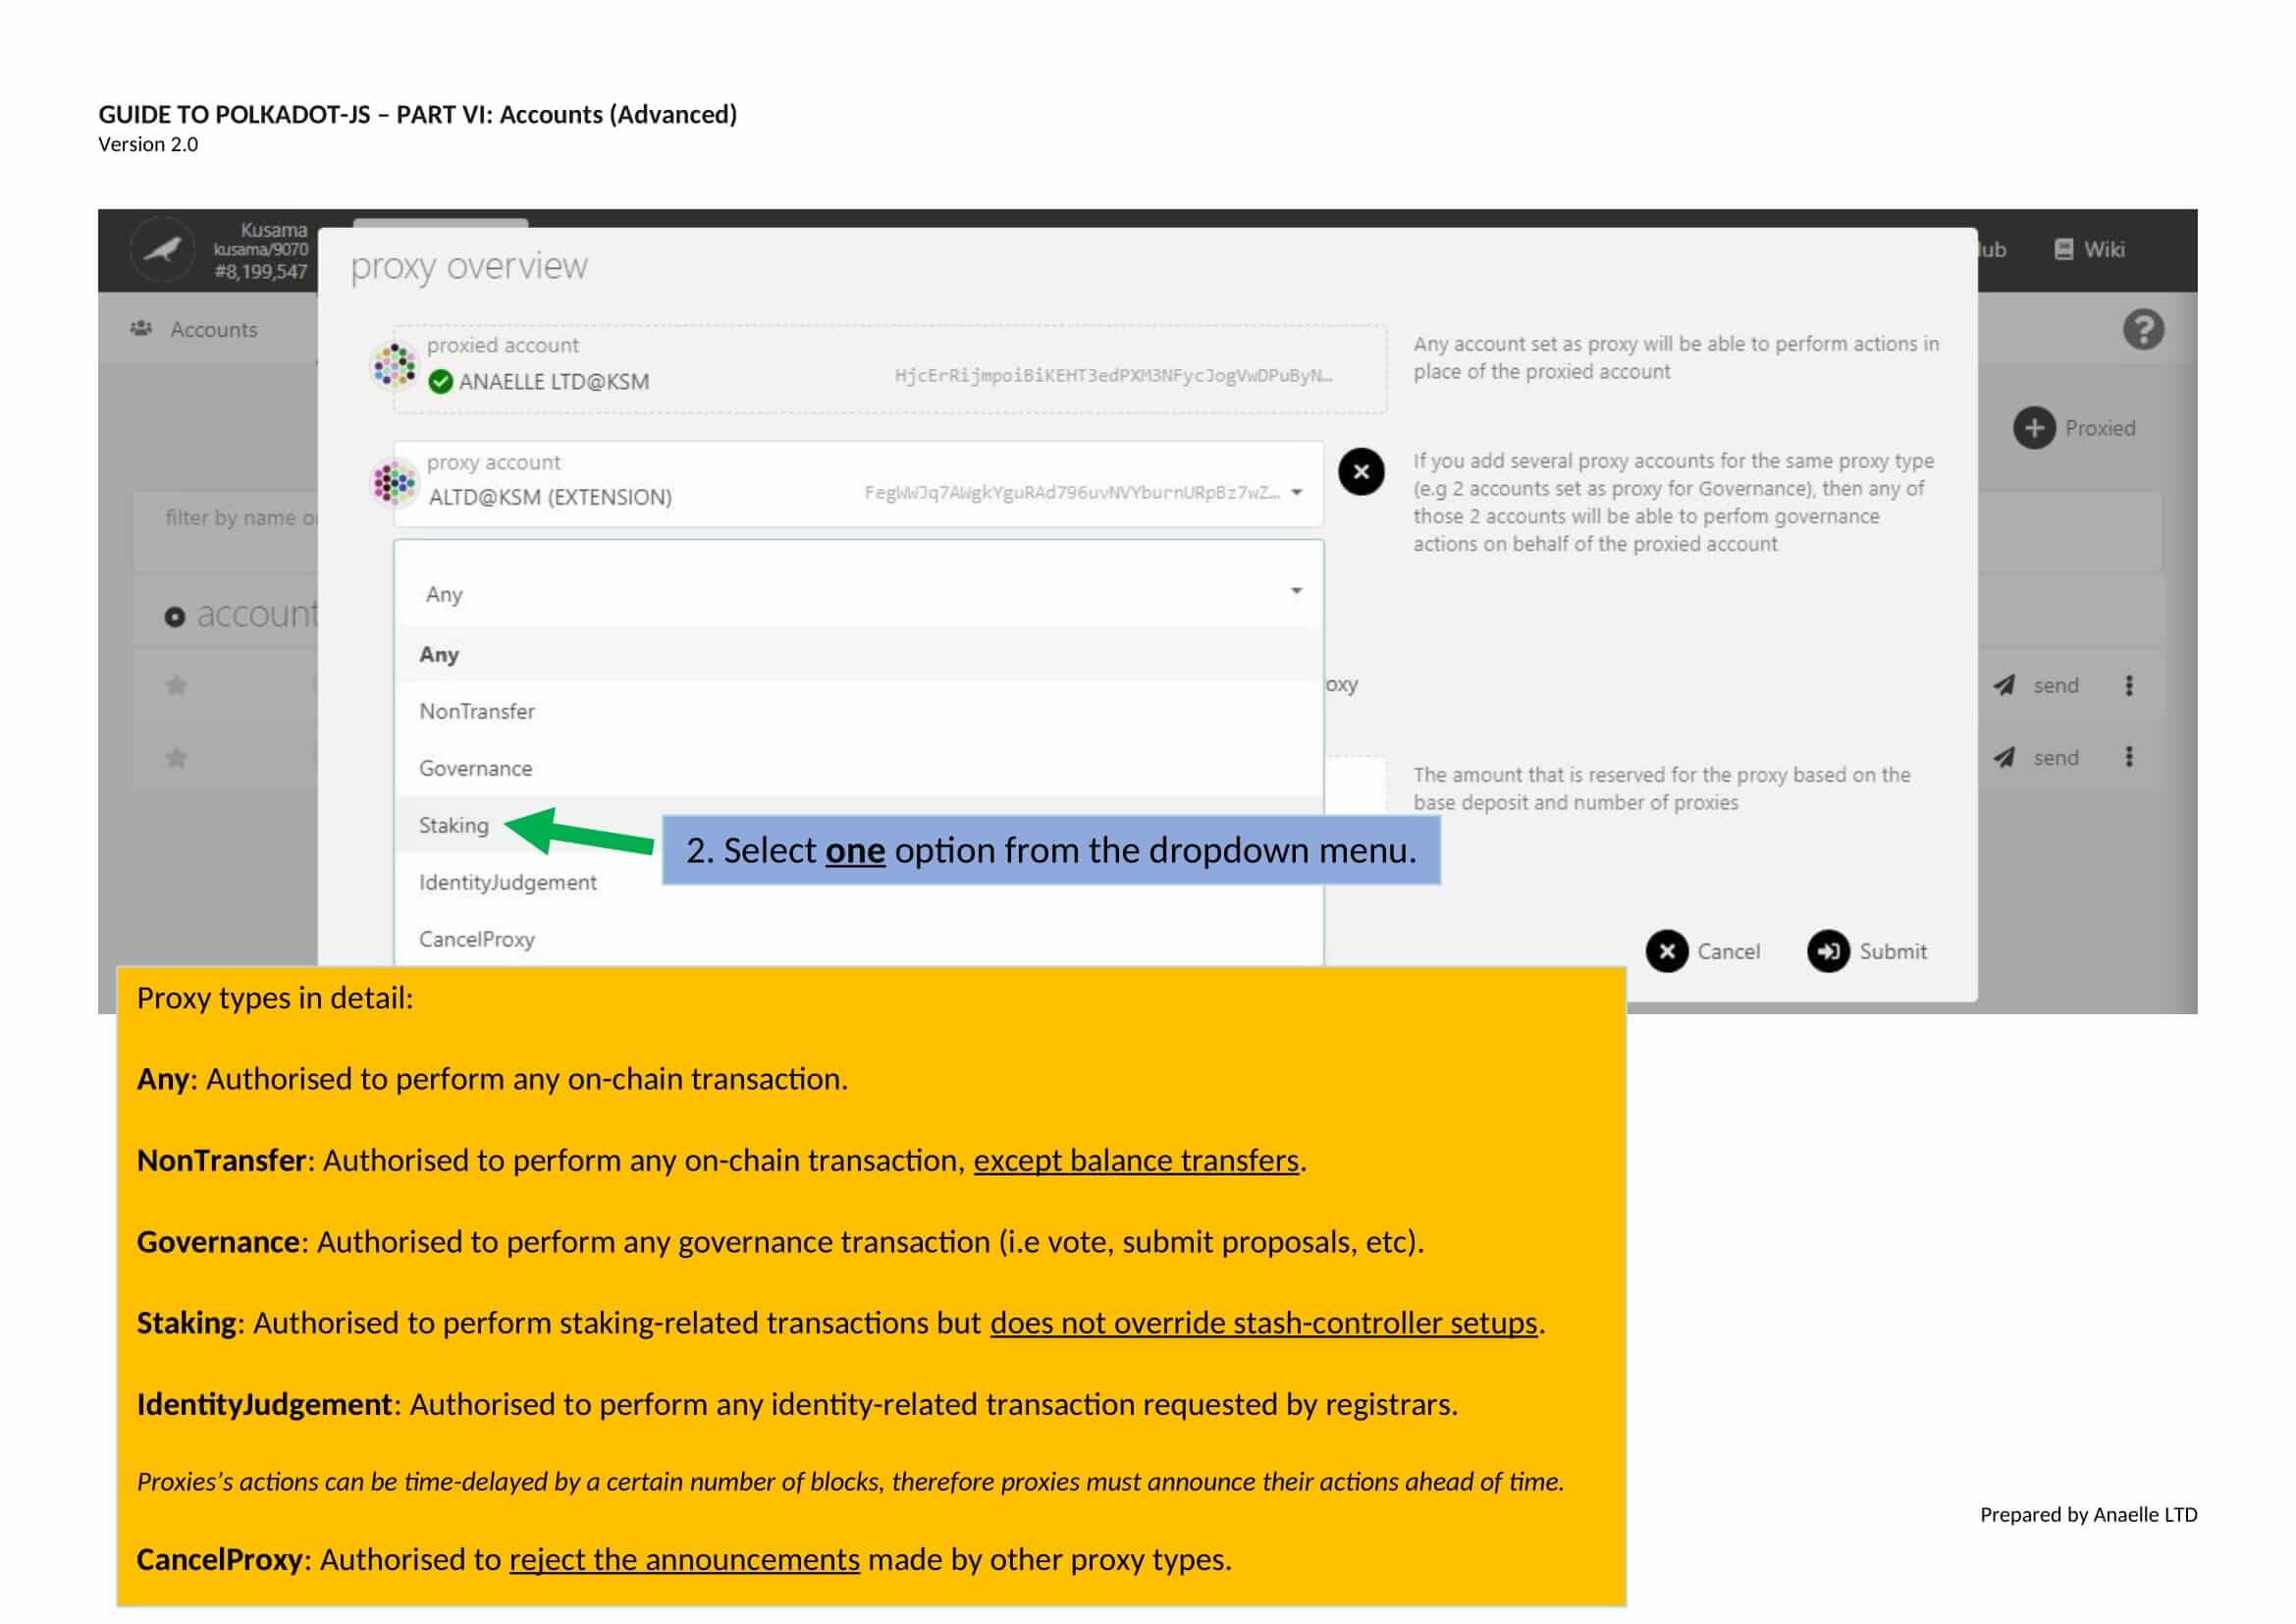 GUIDE TO POLKADOT-JS – PART VI: Accounts (Advanced)
Version 2.0
Kusama
kusama/9070
#8,199,547
Wiki
proxy overview
Accounts
proxied account
ANAELLE LTD@KSM
HjcErRijmpoiBiKEHT3edPXM3NFycJogVwDPuByN…
Any account set as proxy will be able to perform actions in
place of the proxied account
Proxied
proxy account
ALTD@KSM (EXTENSION)
FegWWJq7AWgkYguRAd796uvNVYburnURpBz7wZ…
If you add several proxy accounts for the same proxy type
(e.g 2 accounts set as proxy for Governance), then any of
those 2 accounts will be able to perfom governance
actions on behalf of the proxied account
filter by name o
Any
account
Any
oxy
NonTransfer
send
Governance
send
The amount that is reserved for the proxy based on the
base deposit and number of proxies
Staking
2. Select one option from the dropdown menu.
IdentityJudgement
CancelProxy
Cancel
Submit
Proxy types in detail:
Any: Authorised to perform any on-chain transaction.
NonTransfer: Authorised to perform any on-chain transaction, except balance transfers.
Governance: Authorised to perform any governance transaction (i.e vote, submit proposals, etc).
Staking: Authorised to perform staking-related transactions but does not override stash-controller setups.
IdentityJudgement: Authorised to perform any identity-related transaction requested by registrars.
Proxies’s actions can be time-delayed by a certain number of blocks, therefore proxies must announce their actions ahead of time.
CancelProxy: Authorised to reject the announcements made by other proxy types.
Prepared by Anaelle LTD